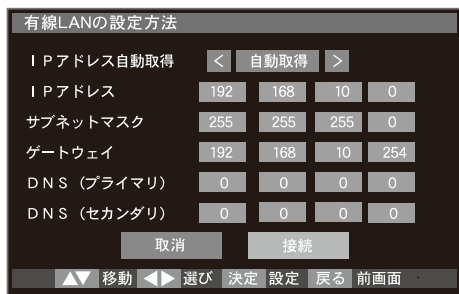 有線LANの設定方法
ＩＰアドレス自動取得 < 自動取得 >
ＩＰアドレス 192 168 10 0
サブネットマスク 255 255 255 0
ゲートウェイ 192 168 10 254
ＤＮＳ（プライマリ） 0 0 0 0
ＤＮＳ（セカンダリ） 0 0 0 0
取消 接続
▲▼ 移動 ◀▶ 選び 決定 設定 戻る 前画面